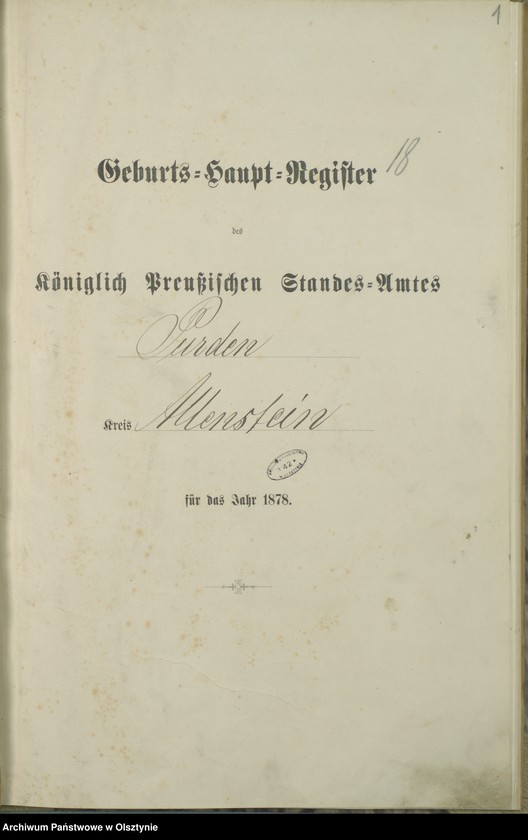 1
Geburts-Haupt-Register 18
des
Königlich Preußischen Standes-Amtes
Purden
Kreis Allenstein
42
für das Jahr 1878.
Archiwum Państwowe w Olsztynie